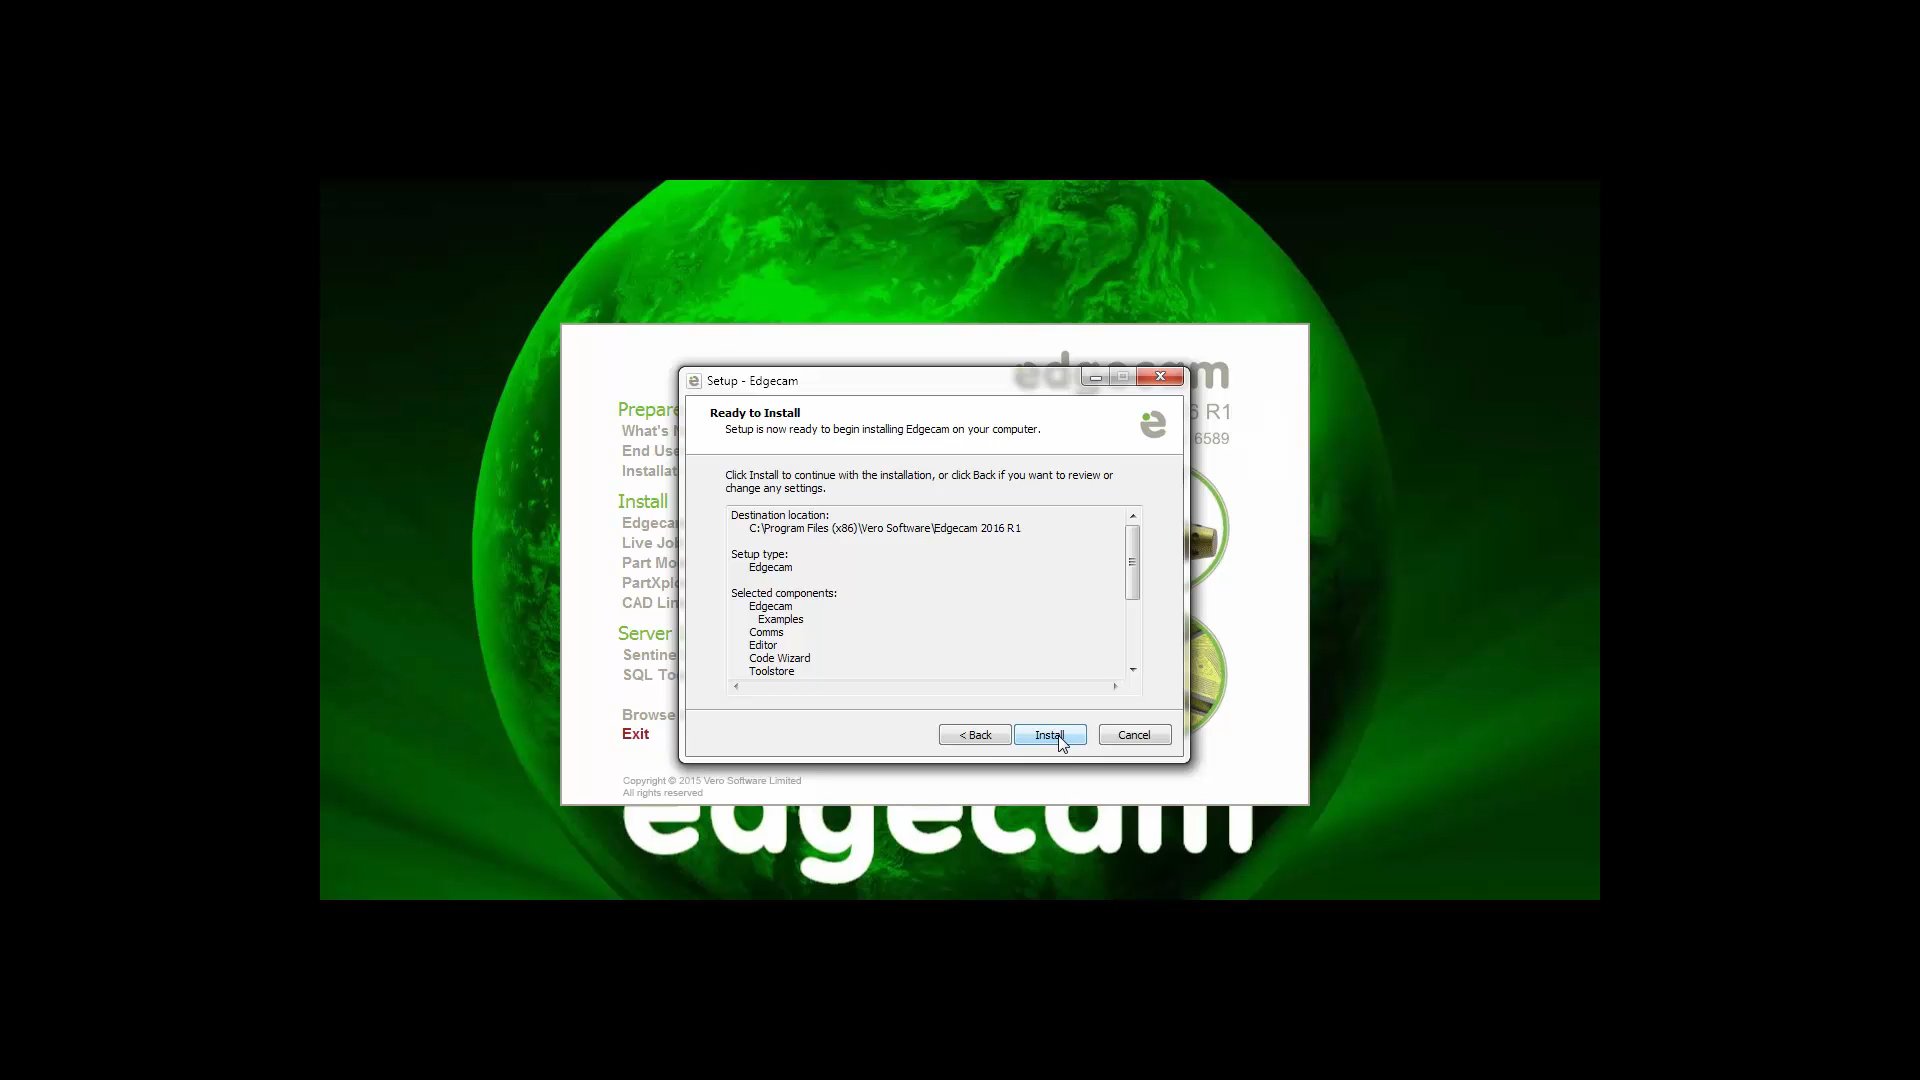 edgecam
Setup - Edgecam
Ready to Install
Setup is now ready to begin installing Edgecam on your computer.
Click Install to continue with the installation, or click Back if you want to review or
change any settings.
Destination location:
C:\Program Files (x86)\Vero Software\Edgecam 2016 R1
Setup type:
Edgecam
Selected components:
Edgecam
Examples
Comms
Editor
Code Wizard
Toolstore
< Back
Install
Cancel
R1
6589
Prepare
What's
End Use
Install
Server
Browse
Exit
Copyright © 2015 Vero Software Limited
All rights reserved
edgecam